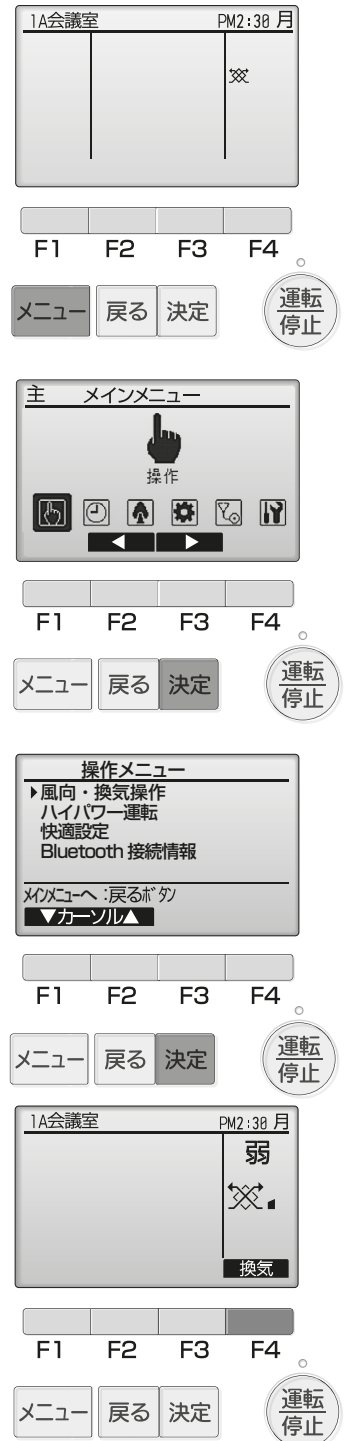 1A会議室 PM2:30 月
F1 F2 F3 F4
メニュー 戻る 決定 運転
停止
主 メインメニュー
操作
F1 F2 F3 F4
メニュー 戻る 決定 運転
停止
操作メニュー
風向・換気操作
ハイパワー運転
快適設定
Bluetooth 接続情報
メインメニューへ :戻るボタン
▼カーソル▲
F1 F2 F3 F4
メニュー 戻る 決定 運転
停止
1A会議室 PM2:30 月
弱
換気
F1 F2 F3 F4
メニュー 戻る 決定 運転
停止